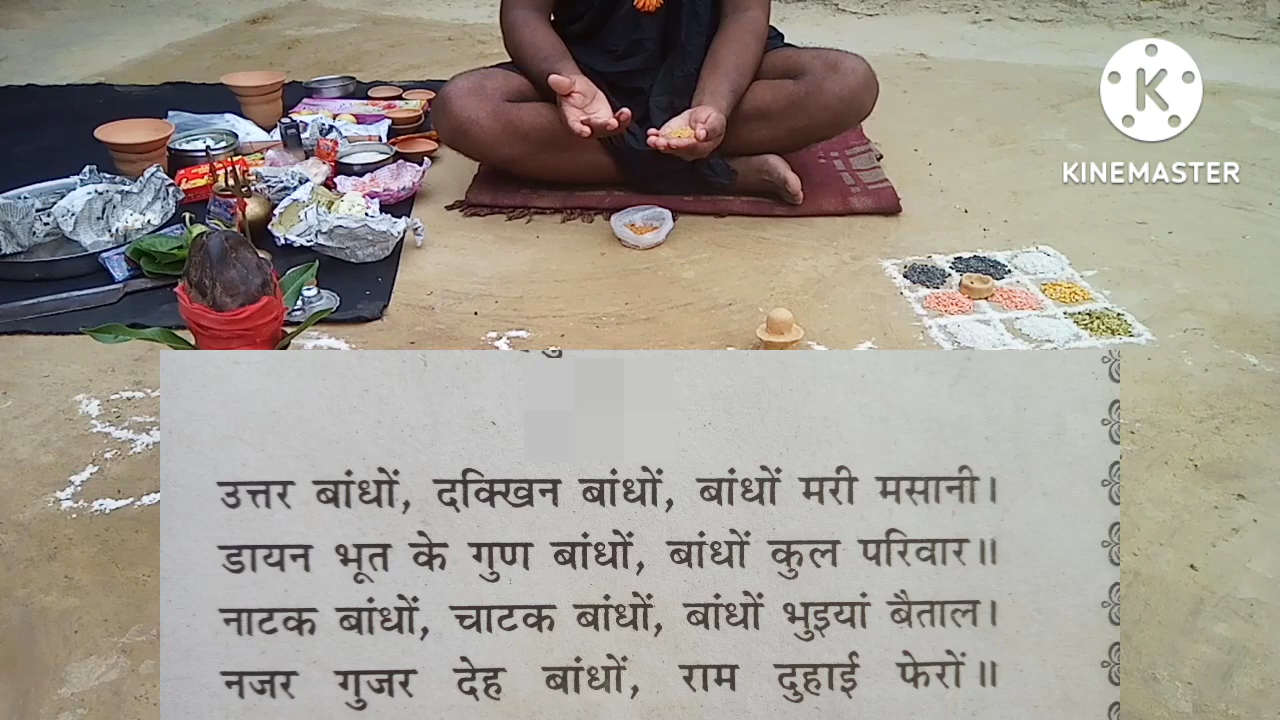 KINEMASTER
उत्तर बांधों, दक्खिन बांधों, बांधों मरी मसानी।
डायन भूत के गुण बांधों, बांधों कुल परिवार॥
नाटक बांधों, चाटक बांधों, बांधों भुइयां बैताल।
नजर गुजर देह बांधों, राम दुहाई फेरों॥